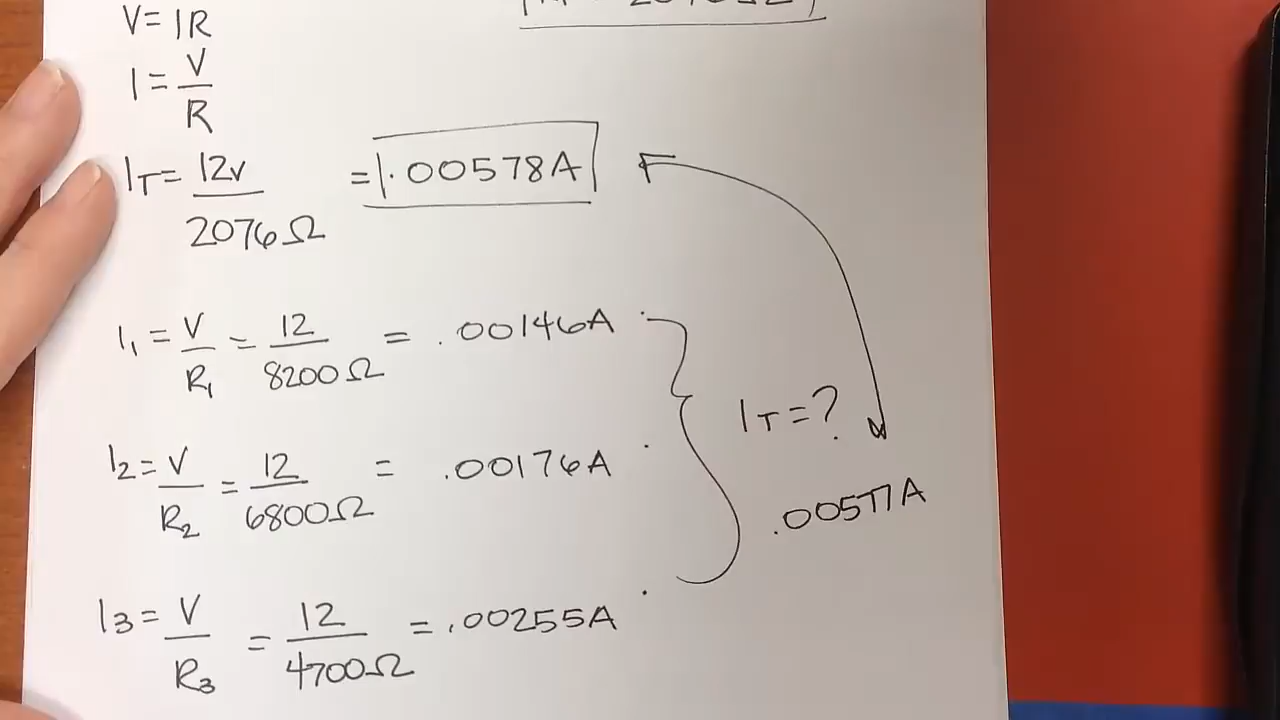 V=IR
I=V/R
IT=12v/2076Ω =.00578A
I1=V/R1=12/8200Ω = .00146A
IT=?
I2=V/R2=12/6800Ω = .00176A
.00577A
I3=V/R3=12/4700Ω =.00255A